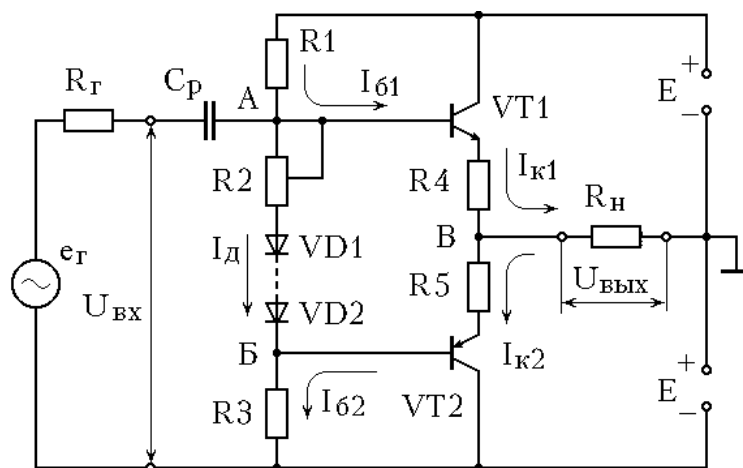 R1
Rг
Cр
А
Iб1
VT1
+
E
−
R2
R4
Iк1
Rн
В
eг
Uвх
Iд
VD1
VD2
R5
Uвых
Б
Iк2
R3
Iб2
VT2
+
E
−